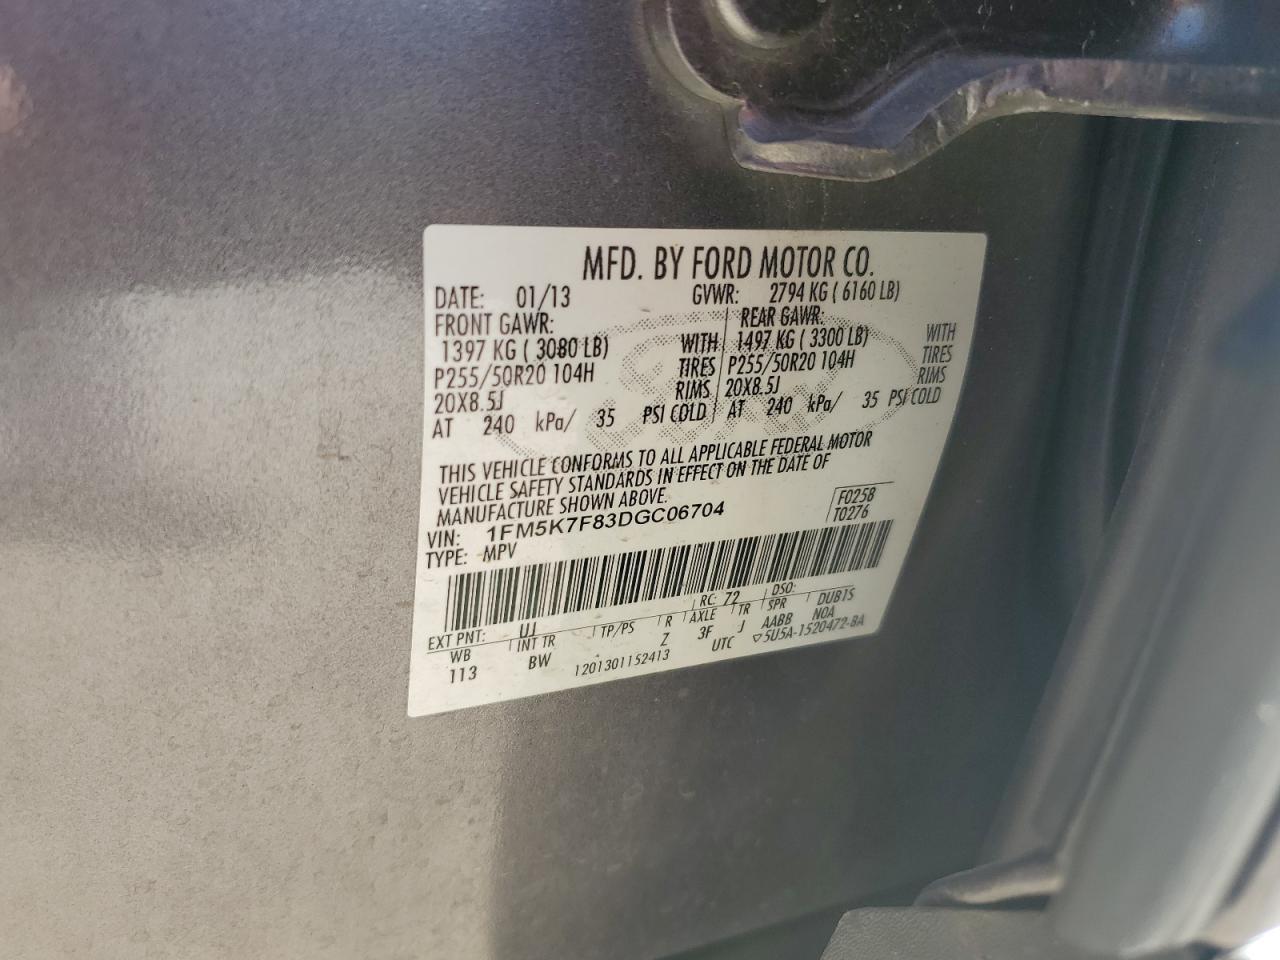 MFD. BY FORD MOTOR CO.
DATE: 01/13 GVWR: 2794 KG ( 6160 LB)
FRONT GAWR: REAR GAWR:
1397 KG ( 3080 LB) WITH 1497 KG ( 3300 LB) WITH
P255/50R20 104H TIRES P255/50R20 104H TIRES
20X8.5J RIMS 20X8.5J RIMS
AT 240 kPa/ 35 PSI COLD AT 240 kPa/ 35 PSI COLD
THIS VEHICLE CONFORMS TO ALL APPLICABLE FEDERAL MOTOR
VEHICLE SAFETY STANDARDS IN EFFECT ON THE DATE OF
MANUFACTURE SHOWN ABOVE.
VIN: 1FM5K7F83DGC06704 F0258
TYPE: MPV T0276
EXT PNT: UJ RC: 72 DSO:
WB INT TR TP/PS R AXLE TR SPR DUB1S
113 BW Z 3F J AABB NOA
1201301152413 UTC ▽5U5A-1520472-BA